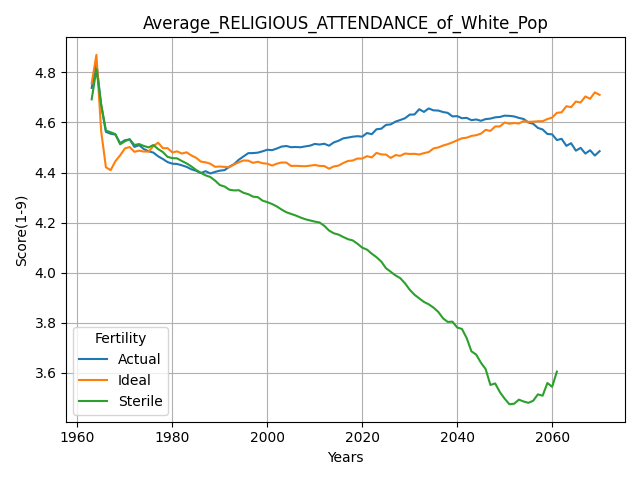 Average_RELIGIOUS_ATTENDANCE_of_White_Pop
Score(1-9)
4.8
4.6
4.4
4.2
4.0
3.8
3.6
Fertility
Actual
Ideal
Sterile
1960
1980
2000
2020
2040
2060
Years